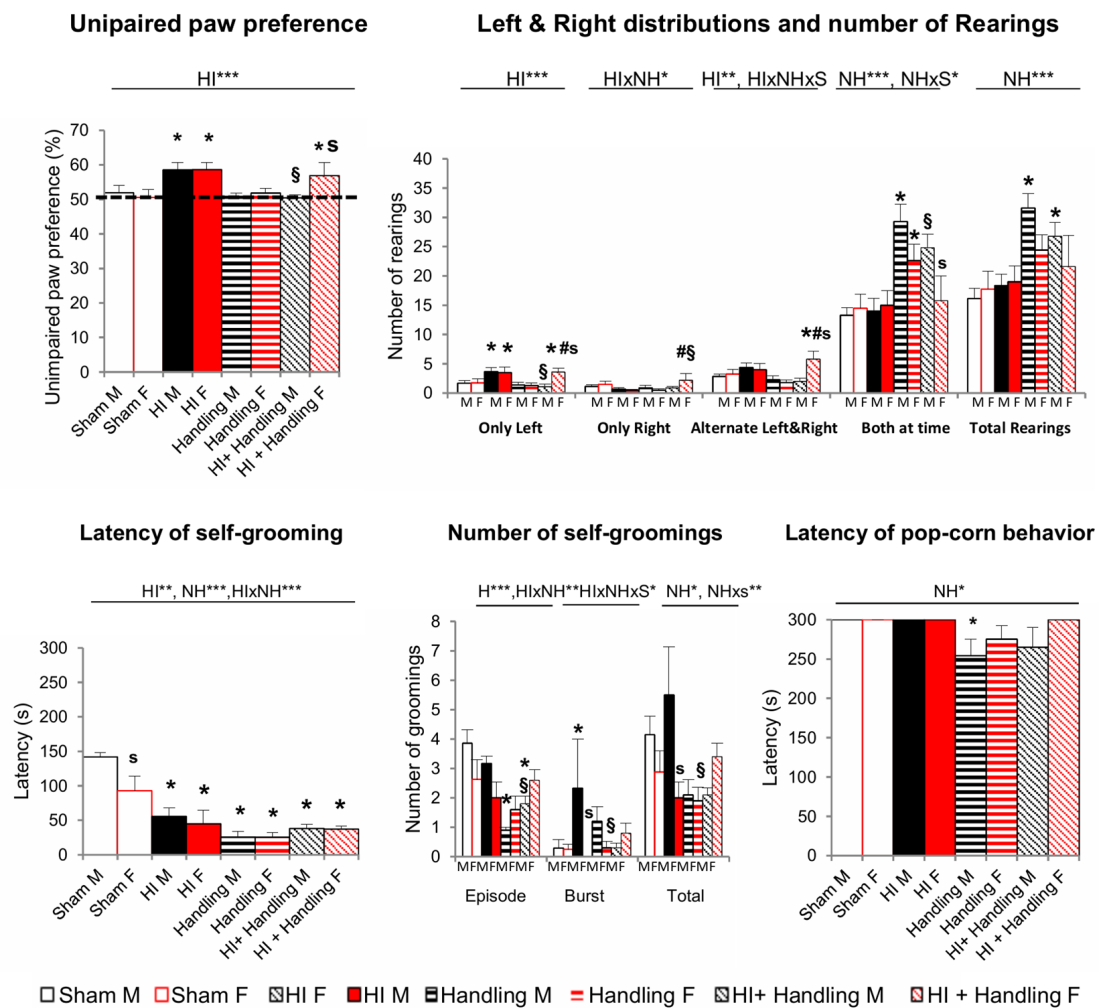 Unipaired paw preference
Left & Right distributions and number of Rearings
HI***
HI***
HIxNH*
HI**, HIxNHxS
NH***, NHxS*
NH***
Unimpaired paw preference (%)
70
60
50
40
30
20
10
0
* * § * s
Sham M
Sham F
HI M
HI F
Handling M
Handling F
HI+ Handling M
HI + Handling F
Number of rearings
40
35
30
25
20
15
10
5
0
* * § * #s
#§
*#s
* * § s
* *
M F M F M F M F
M F M F M F M F
M F M F M F M F
M F M F M F M F
M F M F M F M F
Only Left
Only Right
Alternate Left&Right
Both at time
Total Rearings
Latency of self-grooming
Number of self-groomings
Latency of pop-corn behavior
HI**, NH***,HIxNH***
H***,HIxNH**HIxNHxS*
NH*, NHxs**
NH*
Latency (s)
300
250
200
150
100
50
0
s * * * * * *
Sham M
Sham F
HI M
HI F
Handling M
Handling F
HI+ Handling M
HI + Handling F
Number of groomings
8
7
6
5
4
3
2
1
0
* * §
* s §
s §
MFMFMFMF
MFMFMFMF
MFMFMFMF
Episode
Burst
Total
Latency (s)
300
250
200
150
100
50
0
*
Sham M
Sham F
HI M
HI F
Handling M
Handling F
HI+ Handling M
HI + Handling F
Sham M
Sham F
HI F
HI M
Handling M
Handling F
HI+ Handling M
HI + Handling F